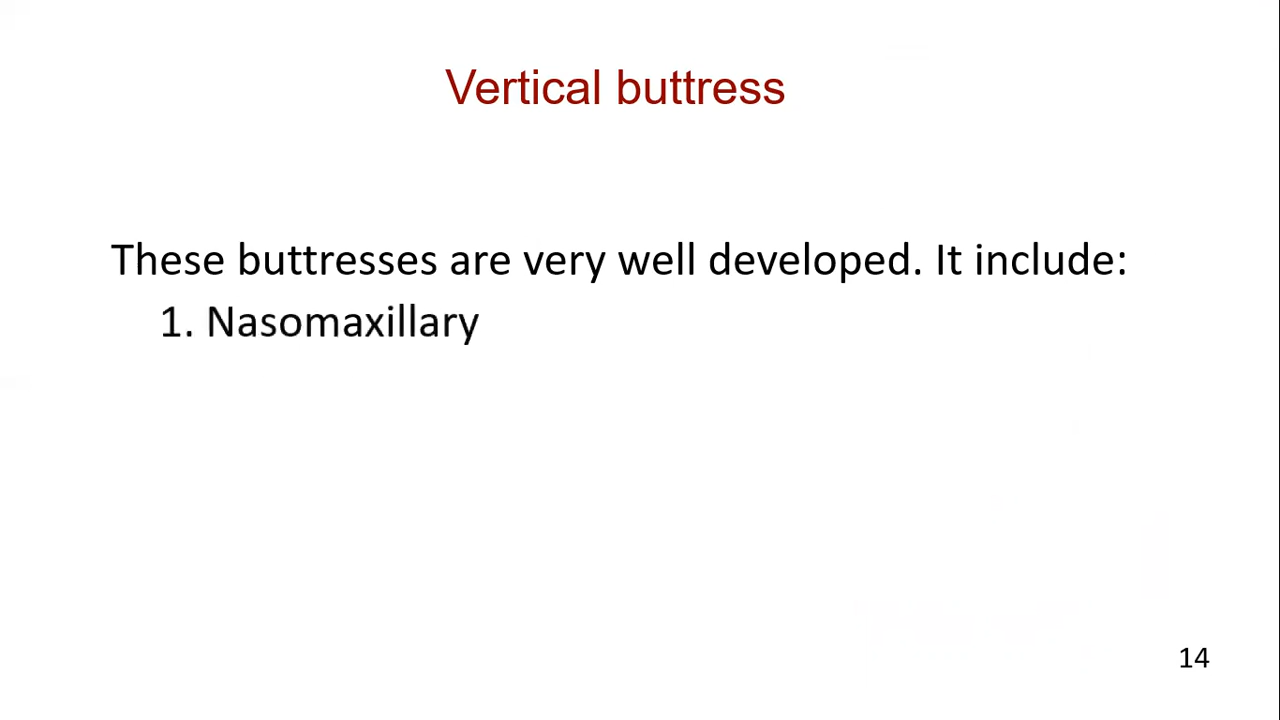 Vertical buttress
These buttresses are very well developed. It include:
1. Nasomaxillary
14